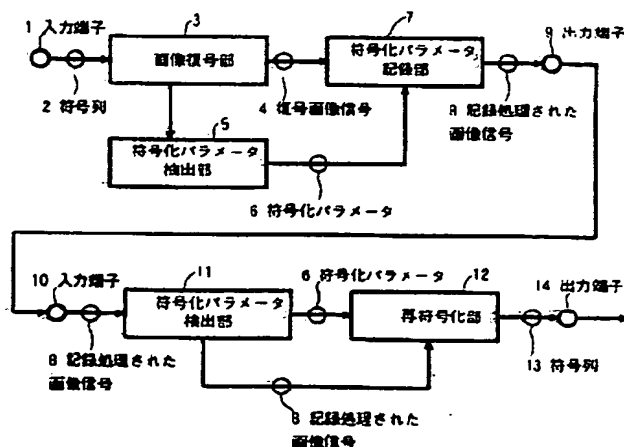 1 入力端子
2 符号列
3
画像復号部
4 復号画像信号
7
符号化パラメータ
記録部
9 出力端子
8 記録処理された
画像信号
5
符号化パラメータ
検出部
6 符号化パラメータ
10 入力端子
8 記録処理された
画像信号
11
符号化パラメータ
検出部
6 符号化パラメータ
12
再符号化部
14 出力端子
13 符号列
8 記録処理された
画像信号